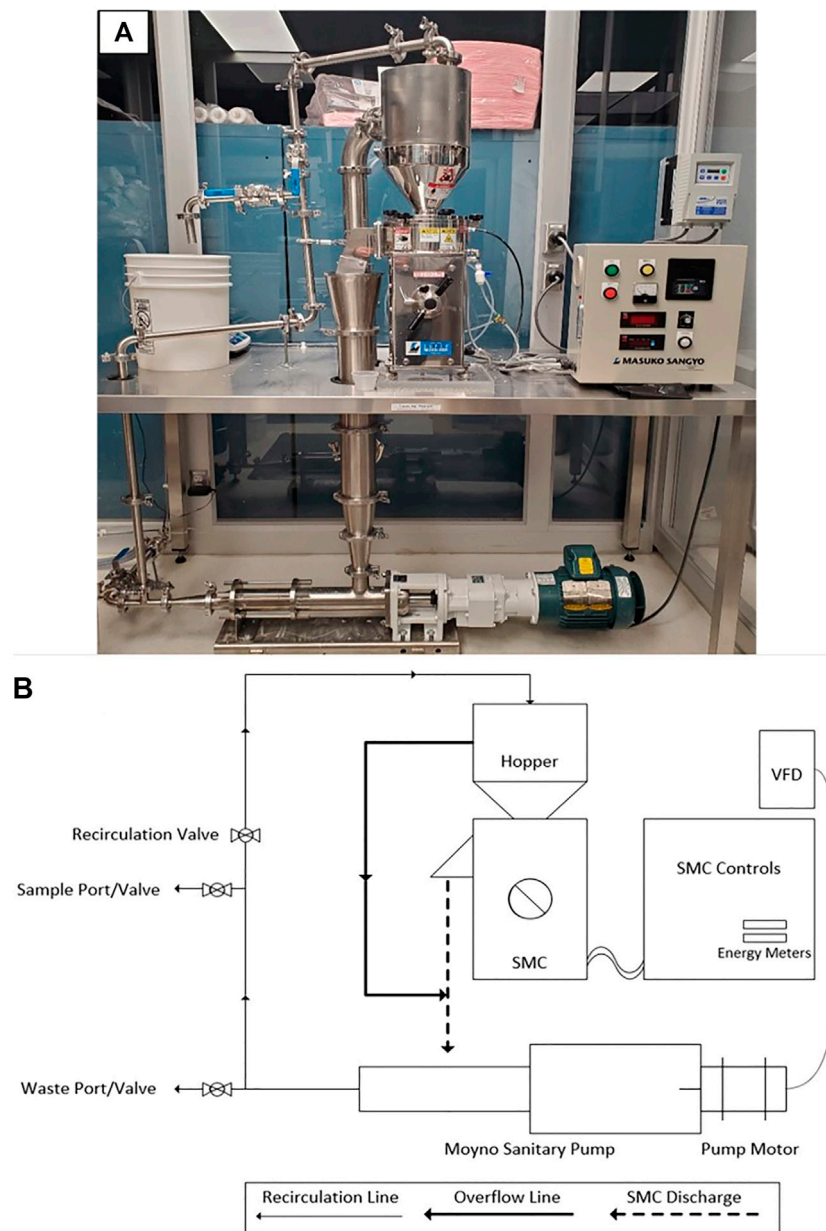 A
MASUKO SANGYO
B
Hopper
VFD
Recirculation Valve
Sample Port/Valve
SMC Controls
Energy Meters
SMC
Waste Port/Valve
Moyno Sanitary Pump
Pump Motor
Recirculation Line
Overflow Line
SMC Discharge